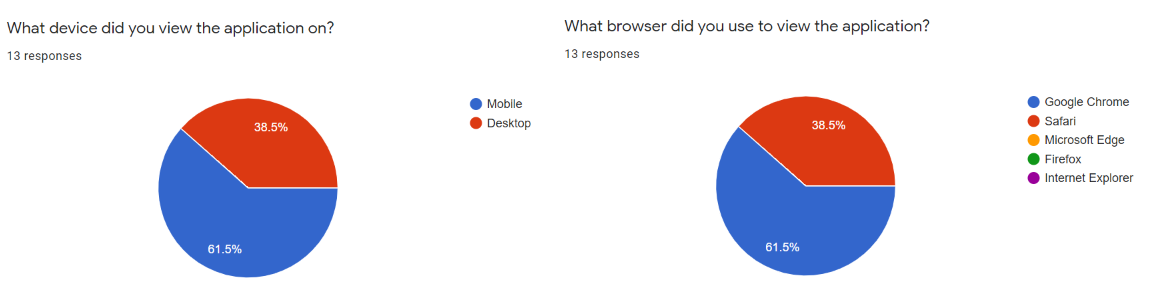 What device did you view the application on?
13 responses
Mobile
Desktop
38.5%
61.5%
What browser did you use to view the application?
13 responses
Google Chrome
Safari
Microsoft Edge
Firefox
Internet Explorer
38.5%
61.5%